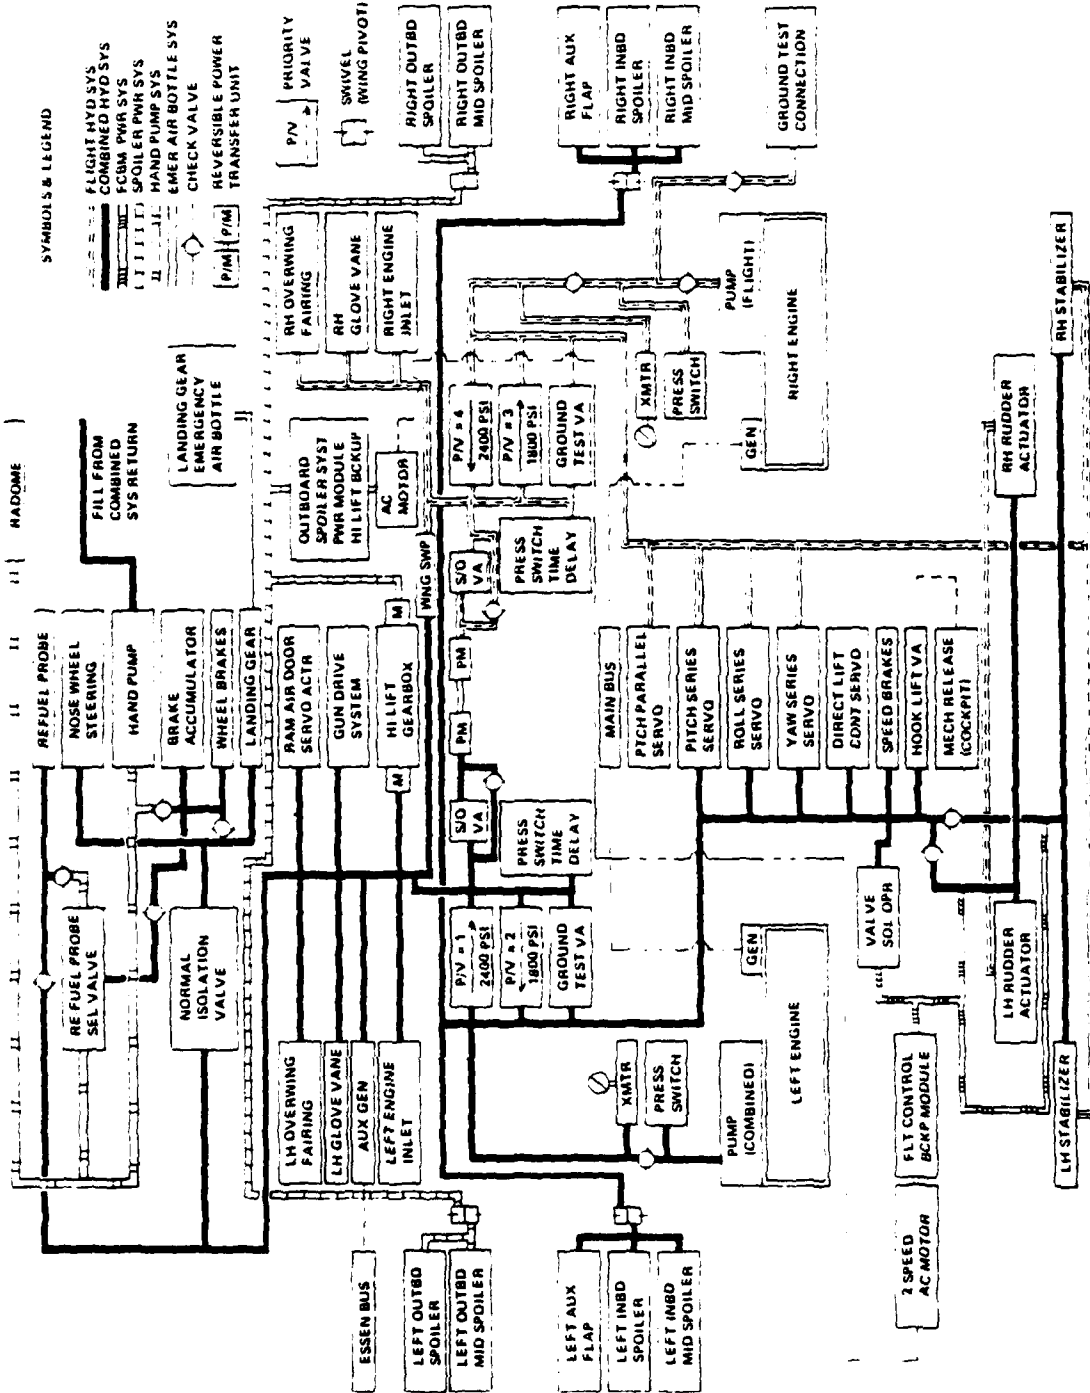 SYMBOLS & LEGEND
FLIGHT HYD SYS
COMBINED HYD SYS
FCBM PWR SYS
SPOILER PWR SYS
HAND PUMP SYS
EMER AIR BOTTLE SYS
CHECK VALVE
P/M
P/M
REVERSIBLE POWER
TRANSFER UNIT
P/V
PRIORITY
VALVE
SWIVEL
(WING PIVOT)
RADOME
FILL FROM
COMBINED
SYS RETURN
LANDING GEAR
EMERGENCY
AIR BOTTLE
REFUEL PROBE
NOSE WHEEL
STEERING
HAND PUMP
BRAKE
ACCUMULATOR
WHEEL BRAKES
LANDING GEAR
RE FUEL PROBE
SEL VALVE
NORMAL
ISOLATION
VALVE
RAM AIR DOOR
SERVO ACTR
GUN DRIVE
SYSTEM
HI LIFT
GEARBOX
M
M
WNG SWP
OUTBOARD
SPOILER SYST
PWR MODULE
HI LIFT BCKUP
AC
MOTOR
RH OVERWING
FAIRING
RH
GLOVE VANE
RIGHT ENGINE
INLET
LH OVERWING
FAIRING
LH GLOVE VANE
AUX GEN
LEFT ENGINE
INLET
ESSEN BUS
LEFT OUTBD
SPOILER
LEFT OUTBD
MID SPOILER
RIGHT OUTBD
SPOILER
RIGHT OUTBD
MID SPOILER
LEFT AUX
FLAP
LEFT INBD
SPOILER
LEFT INBD
MID SPOILER
RIGHT AUX
FLAP
RIGHT INBD
SPOILER
RIGHT INBD
MID SPOILER
GROUND TEST
CONNECTION
P/V = 1
2400 PSI
P/V = 2
1800 PSI
GROUND
TEST VA
S/O
VA
PM
PM
S/O
VA
PRESS
SWITCH
TIME
DELAY
PRESS
SWITCH
TIME
DELAY
P/V = 4
2400 PSI
P/V = 3
1800 PSI
GROUND
TEST VA
XMTR
PRESS
SWITCH
XMTR
PRESS
SWITCH
PUMP
(COMBINED)
GEN
LEFT ENGINE
PUMP
(FLIGHT)
GEN
RIGHT ENGINE
MAIN BUS
PTCH PARALLEL
SERVO
PITCH SERIES
SERVO
ROLL SERIES
SERVO
YAW SERIES
SERVO
DIRECT LIFT
CONT SERVO
SPEED BRAKES
HOOK LIFT VA
MECH RELEASE
(COCKPIT)
VALVE
SOL OPR
2 SPEED
AC MOTOR
FLT CONTROL
BCKP MODULE
LH RUDDER
ACTUATOR
RH RUDDER
ACTUATOR
LH STABILIZER
RH STABILIZER